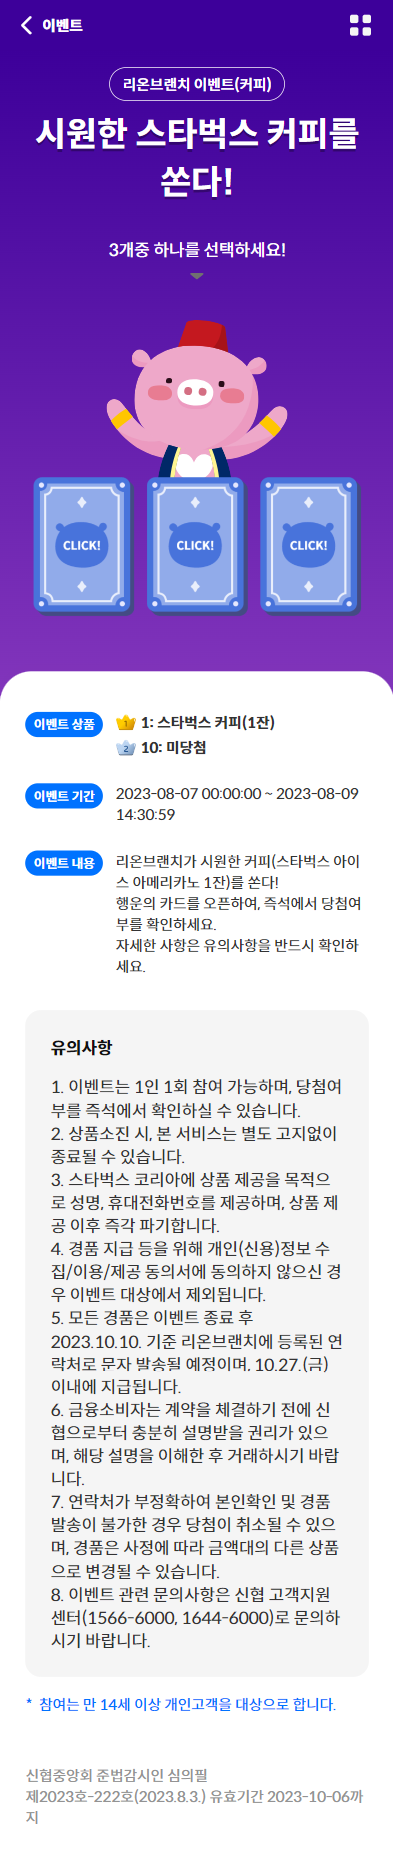 이벤트
리온브랜치 이벤트(커피)
시원한 스타벅스 커피를
쏜다!
3개중 하나를 선택하세요!
CLICK! CLICK! CLICK!
이벤트 상품
1 1: 스타벅스 커피(1잔)
2 10: 미당첨
이벤트 기간
2023-08-07 00:00:00 ~ 2023-08-09
14:30:59
이벤트 내용
리온브랜치가 시원한 커피(스타벅스 아이
스 아메리카노 1잔)를 쏜다!
행운의 카드를 오픈하여, 즉석에서 당첨여
부를 확인하세요.
자세한 사항은 유의사항을 반드시 확인하
세요.
유의사항
1. 이벤트는 1인 1회 참여 가능하며, 당첨여
부를 즉석에서 확인하실 수 있습니다.
2. 상품소진 시, 본 서비스는 별도 고지없이
종료될 수 있습니다.
3. 스타벅스 코리아에 상품 제공을 목적으
로 성명, 휴대전화번호를 제공하며, 상품 제
공 이후 즉각 파기합니다.
4. 경품 지급 등을 위해 개인(신용)정보 수
집/이용/제공 동의서에 동의하지 않으신 경
우 이벤트 대상에서 제외됩니다.
5. 모든 경품은 이벤트 종료 후
2023.10.10. 기준 리온브랜치에 등록된 연
락처로 문자 발송될 예정이며, 10.27.(금)
이내에 지급됩니다.
6. 금융소비자는 계약을 체결하기 전에 신
협으로부터 충분히 설명받을 권리가 있으
며, 해당 설명을 이해한 후 거래하시기 바랍
니다.
7. 연락처가 부정확하여 본인확인 및 경품
발송이 불가한 경우 당첨이 취소될 수 있으
며, 경품은 사정에 따라 금액대의 다른 상품
으로 변경될 수 있습니다.
8. 이벤트 관련 문의사항은 신협 고객지원
센터(1566-6000, 1644-6000)로 문의하
시기 바랍니다.
* 참여는 만 14세 이상 개인고객을 대상으로 합니다.
신협중앙회 준법감시인 심의필
제2023호-222호(2023.8.3.) 유효기간 2023-10-06까
지